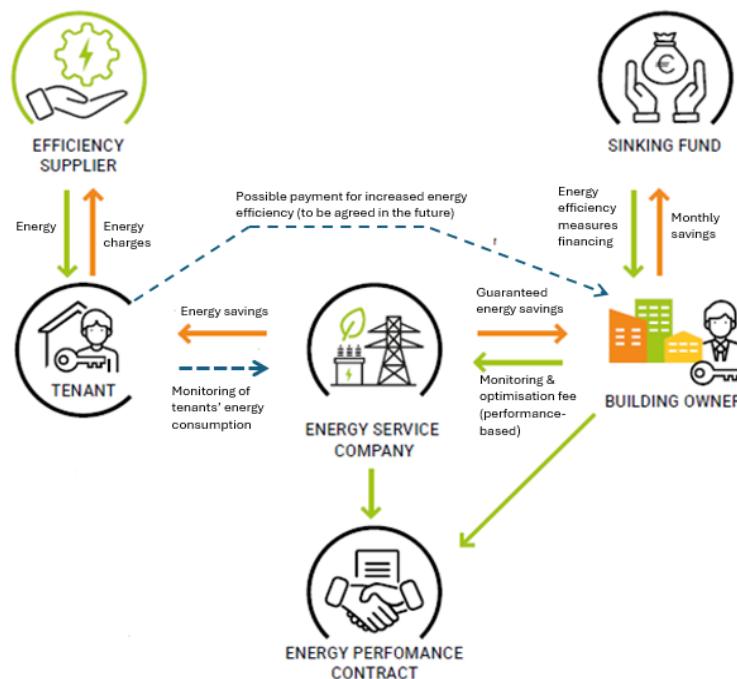 EFFICIENCY
SUPPLIER
SINKING FUND
Energy
Energy
charges
Possible payment for increased energy
efficiency (to be agreed in the future)
Energy
efficiency
measures
financing
Monthly
savings
Energy savings
Guaranteed
energy savings
TENANT
Monitoring of
tenants' energy
consumption
ENERGY SERVICE
COMPANY
Monitoring &
optimisation fee
(performance-
based)
BUILDING OWNER
ENERGY PERFOMANCE
CONTRACT